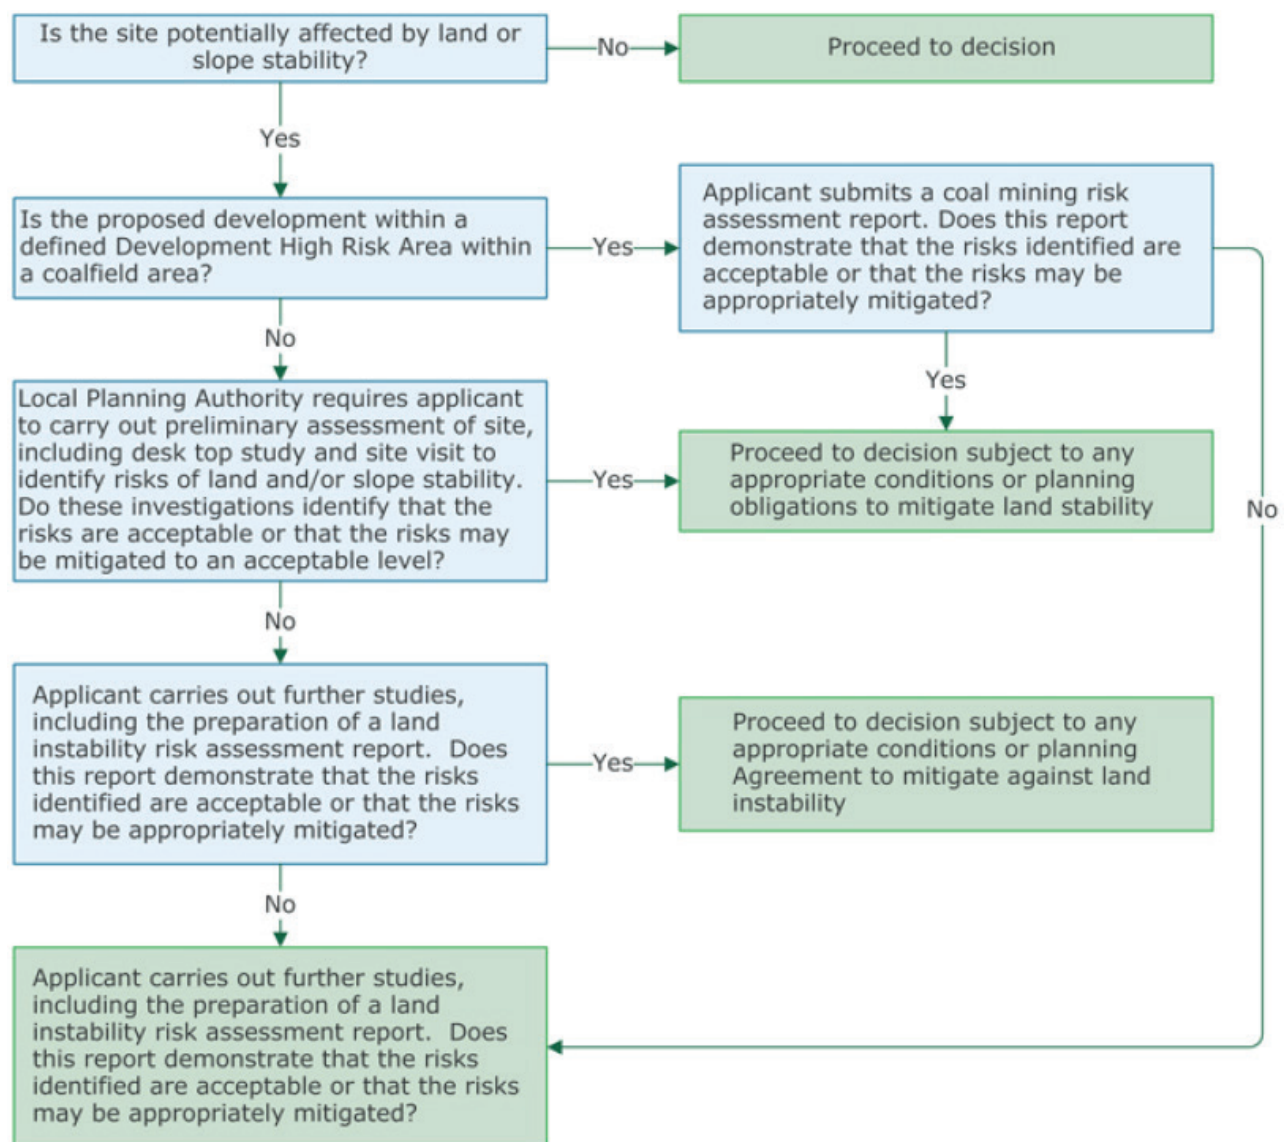 Is the site potentially affected by land or
slope stability?
No
Proceed to decision
Yes
Is the proposed development within a
defined Development High Risk Area within
a coalfield area?
Yes
Applicant submits a coal mining risk
assessment report. Does this report
demonstrate that the risks identified are
acceptable or that the risks may be
appropriately mitigated?
No
Yes
Local Planning Authority requires applicant
to carry out preliminary assessment of site,
including desk top study and site visit to
identify risks of land and/or slope stability.
Do these investigations identify that the
risks are acceptable or that the risks may
be mitigated to an acceptable level?
Yes
Proceed to decision subject to any
appropriate conditions or planning
obligations to mitigate land stability
No
No
Applicant carries out further studies,
including the preparation of a land
instability risk assessment report.  Does
this report demonstrate that the risks
identified are acceptable or that the risks
may be appropriately mitigated?
Yes
Proceed to decision subject to any
appropriate conditions or planning
Agreement to mitigate against land
instability
No
Applicant carries out further studies,
including the preparation of a land
instability risk assessment report.  Does
this report demonstrate that the risks
identified are acceptable or that the risks
may be appropriately mitigated?